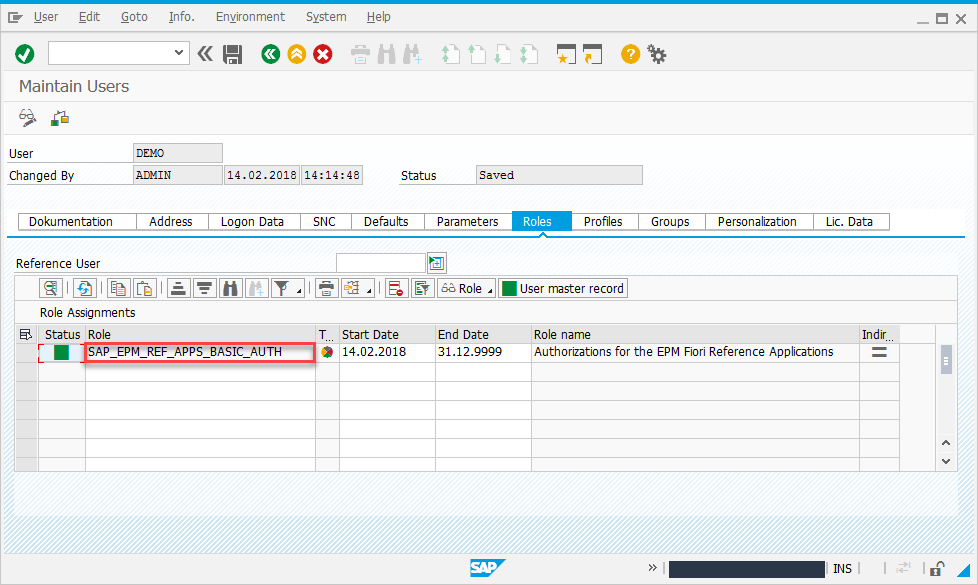 User Edit Goto Info. Environment System Help
Maintain Users
User DEMO
Changed By ADMIN 14.02.2018 14:14:48 Status Saved
Dokumentation Address Logon Data SNC Defaults Parameters Roles Profiles Groups Personalization Lic. Data
Reference User
Role User master record
Role Assignments
Status Role T... Start Date End Date Role name Indir...
SAP_EPM_REF_APPS_BASIC_AUTH 14.02.2018 31.12.9999 Authorizations for the EPM Fiori Reference Applications
SAP INS